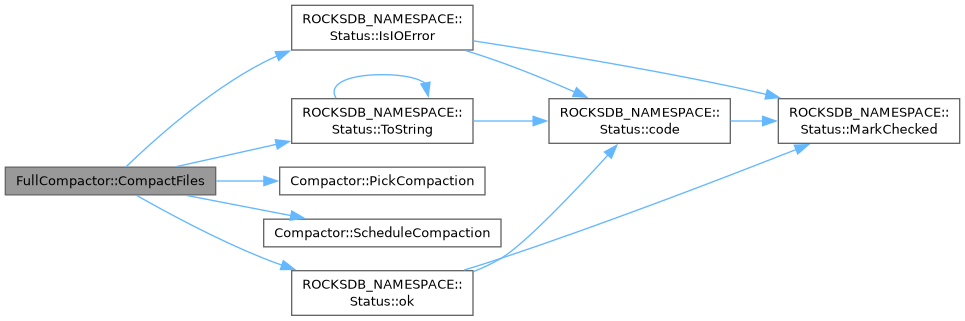 FullCompactor::CompactFiles
ROCKSDB_NAMESPACE::
Status::IsIOError
ROCKSDB_NAMESPACE::
Status::ToString
Compactor::PickCompaction
Compactor::ScheduleCompaction
ROCKSDB_NAMESPACE::
Status::ok
ROCKSDB_NAMESPACE::
Status::code
ROCKSDB_NAMESPACE::
Status::MarkChecked